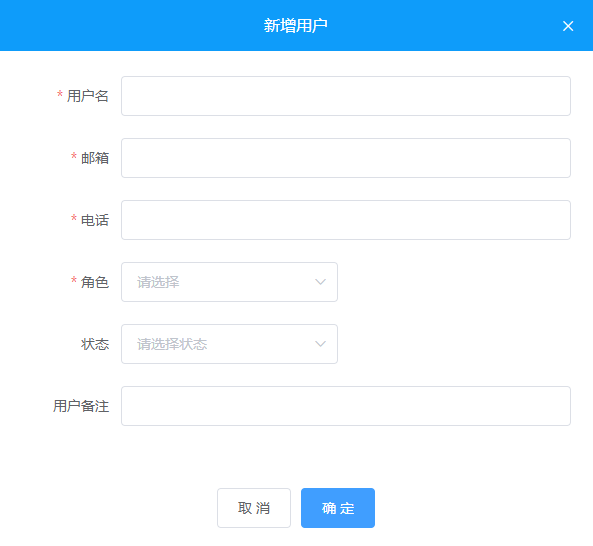 新增用户
* 用户名
* 邮箱
* 电话
* 角色 请选择
状态 请选择状态
用户备注
取 消 确 定